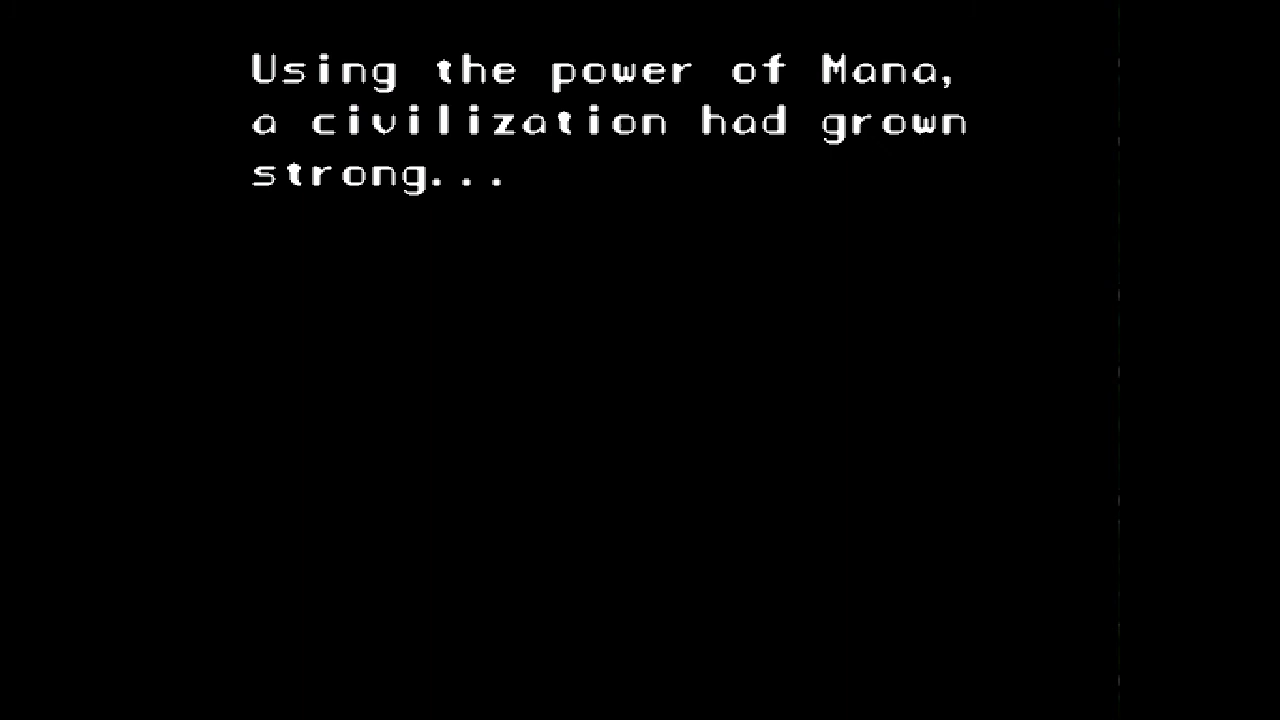 Using the power of Mana,
a civilization had grown
strong...